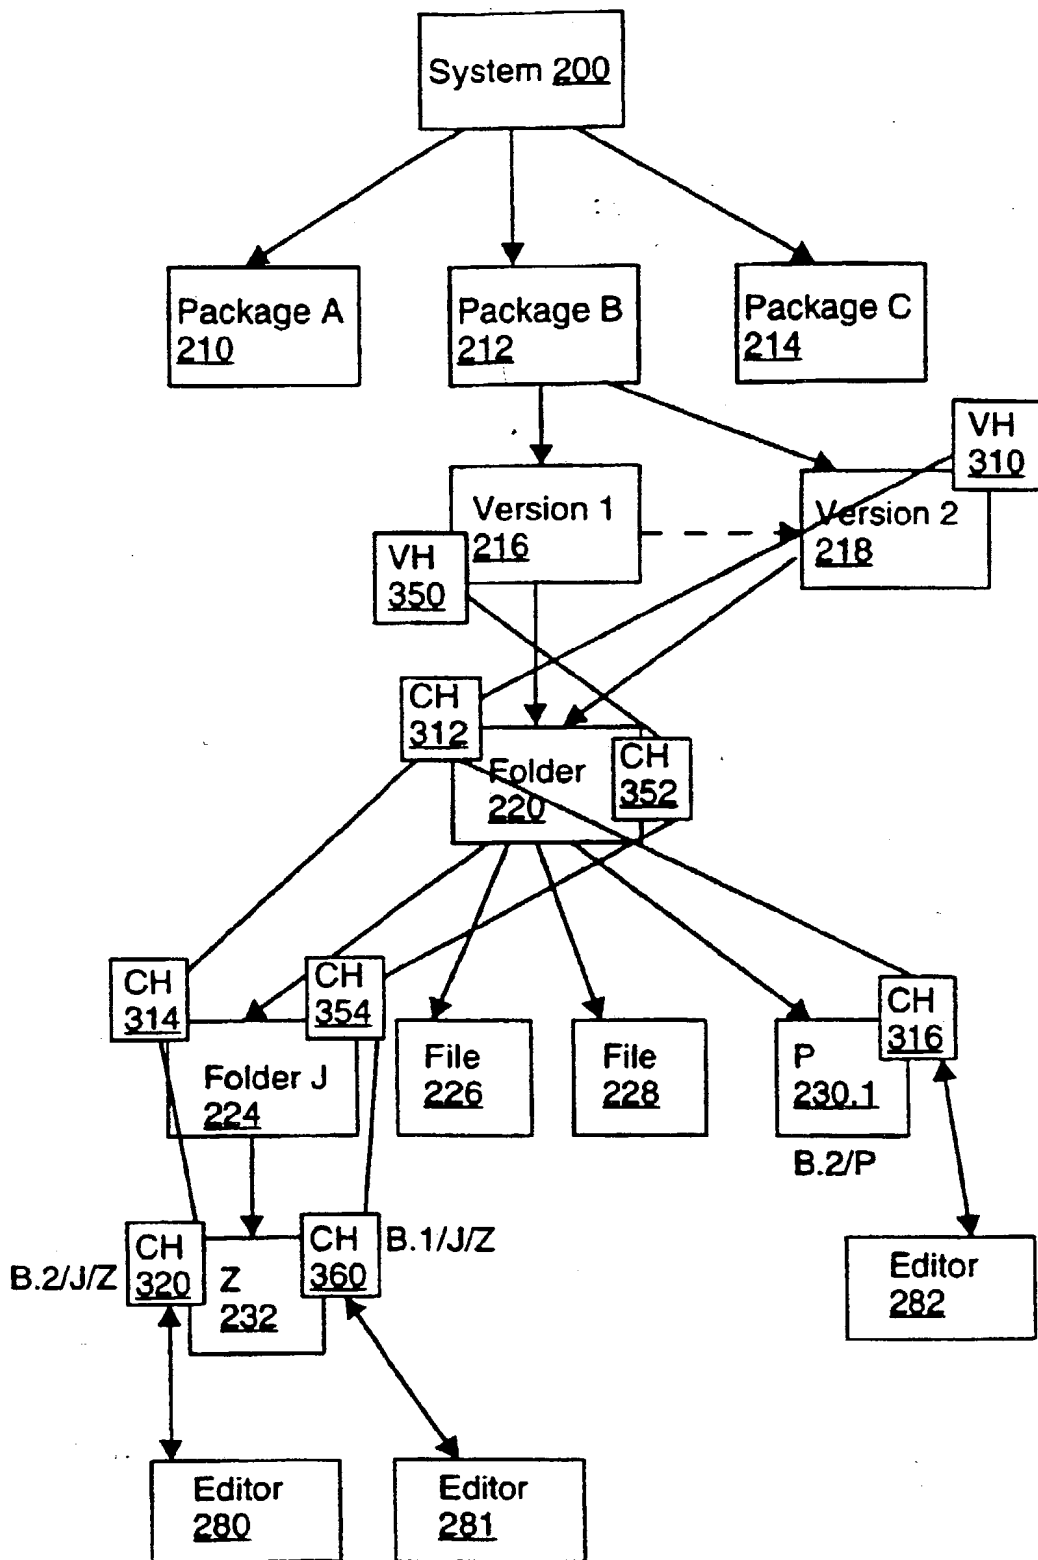 System 200
Package A
210
Package B
212
Package C
214
VH
310
Version 1
216
Version 2
218
VH
350
CH
312
Folder
220
CH
352
CH
314
CH
354
CH
316
Folder J
224
File
226
File
228
P
230.1
B.2/P
CH
320
B.2/J/Z
Z
232
CH
360
B.1/J/Z
Editor
282
Editor
280
Editor
281